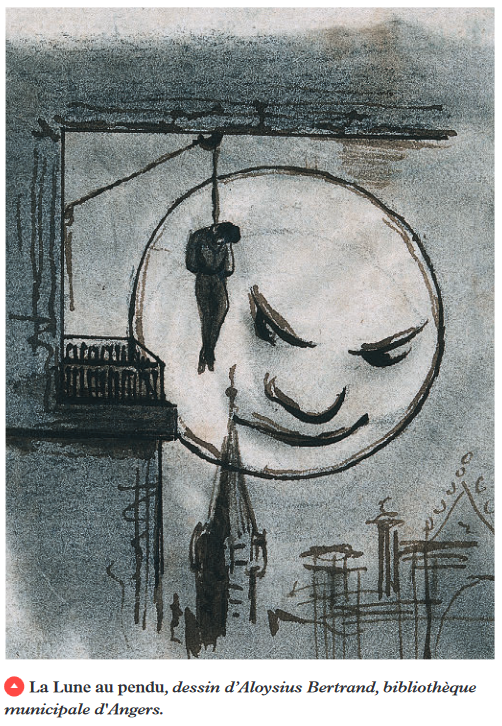 La Lune au pendu, dessin d’Aloysius Bertrand, bibliothèque
municipale d'Angers.